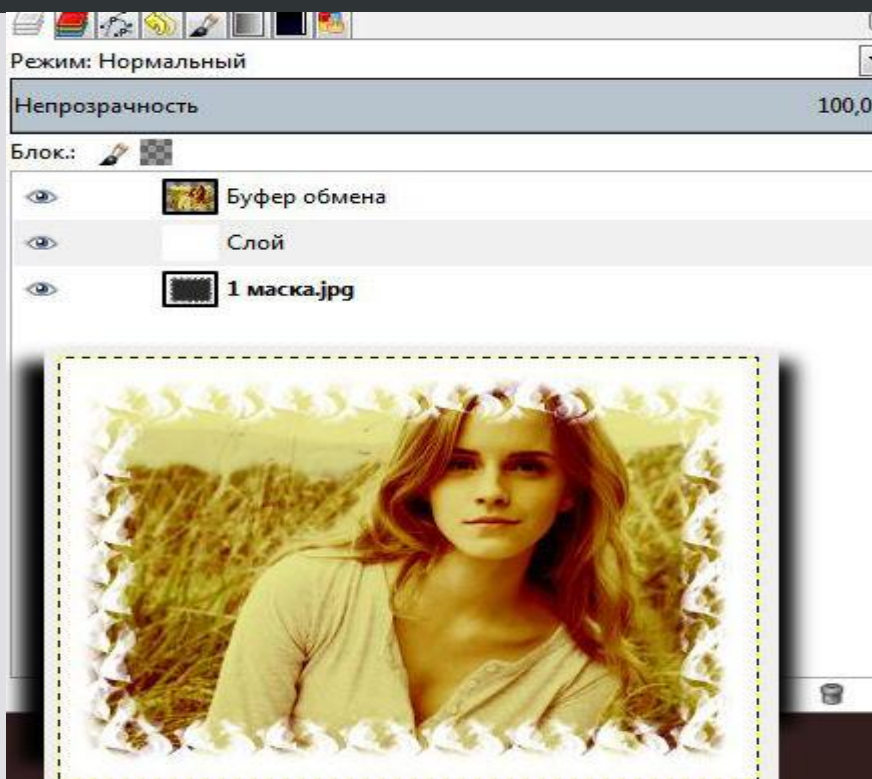 Режим: Нормальный
Непрозрачность 100,0
Блок.:
Буфер обмена
Слой
1 маска.jpg